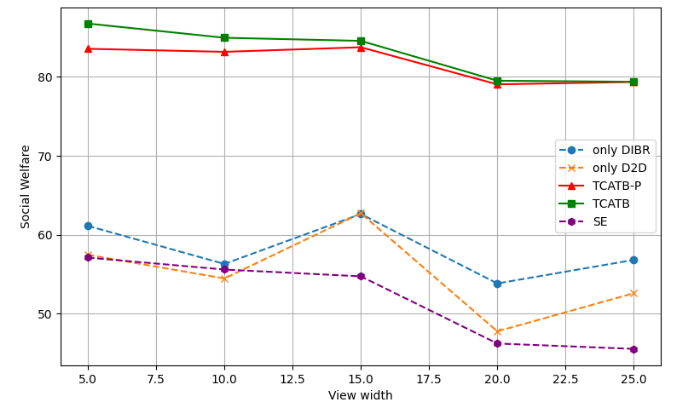 80
70
60
50
Social Welfare
only DIBR
only D2D
TCATB-P
TCATB
SE
5.0 7.5 10.0 12.5 15.0 17.5 20.0 22.5 25.0
View width